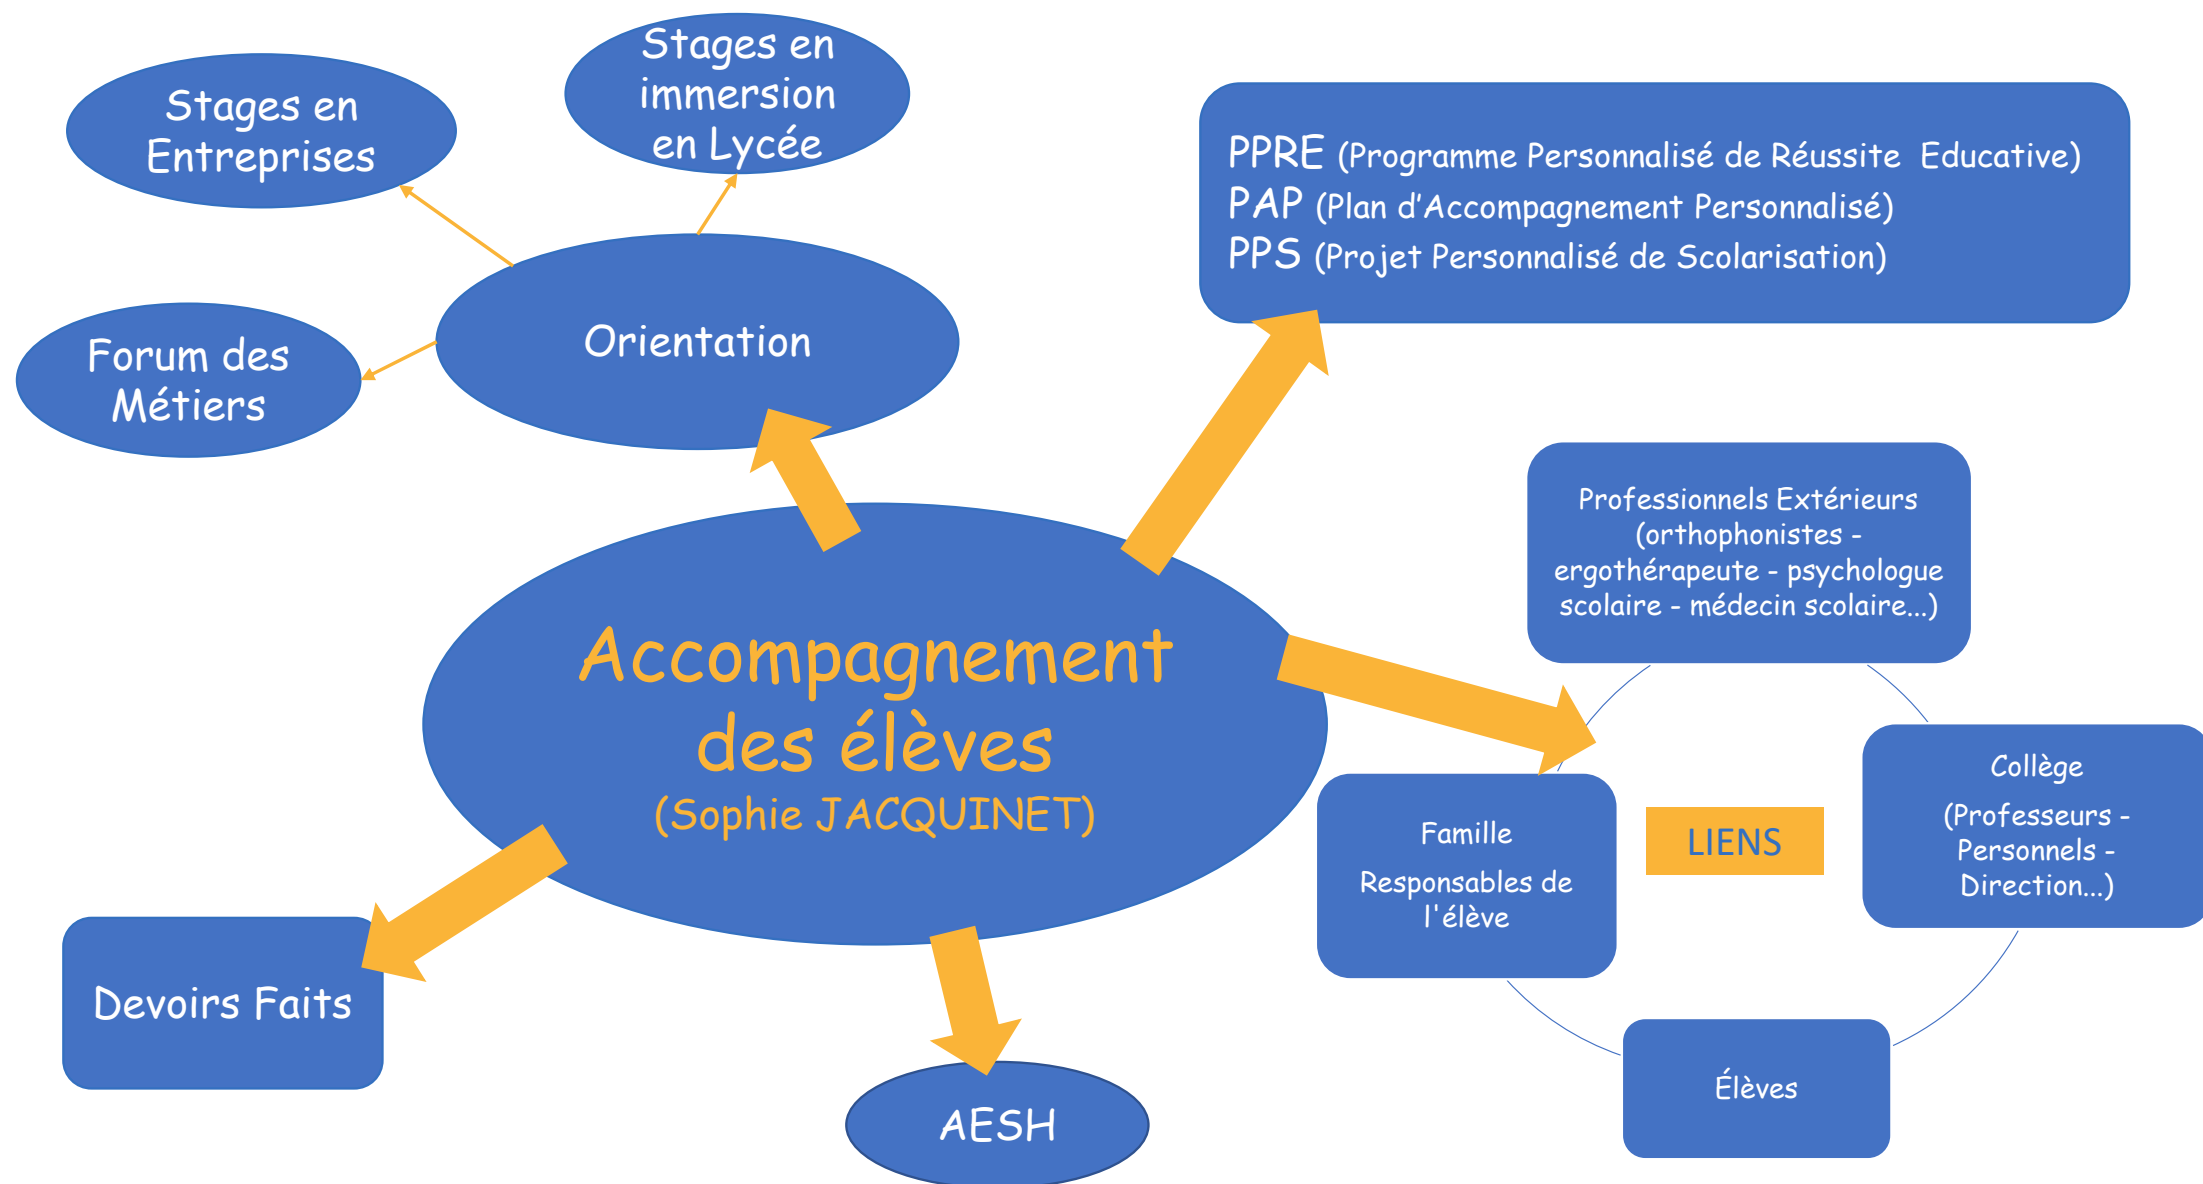 Stages en
Entreprises
Stages en
immersion
en Lycée
Forum des
Métiers
Orientation
PPRE (Programme Personnalisé de Réussite  Educative)
PAP (Plan d’Accompagnement Personnalisé)
PPS (Projet Personnalisé de Scolarisation)
Accompagnement
des élèves
(Sophie JACQUINET)
Professionnels Extérieurs
(orthophonistes -
ergothérapeute - psychologue
scolaire - médecin scolaire...)
Collège
(Professeurs -
Personnels -
Direction...)
LIENS
Famille
Responsables de
l'élève
Élèves
Devoirs Faits
AESH